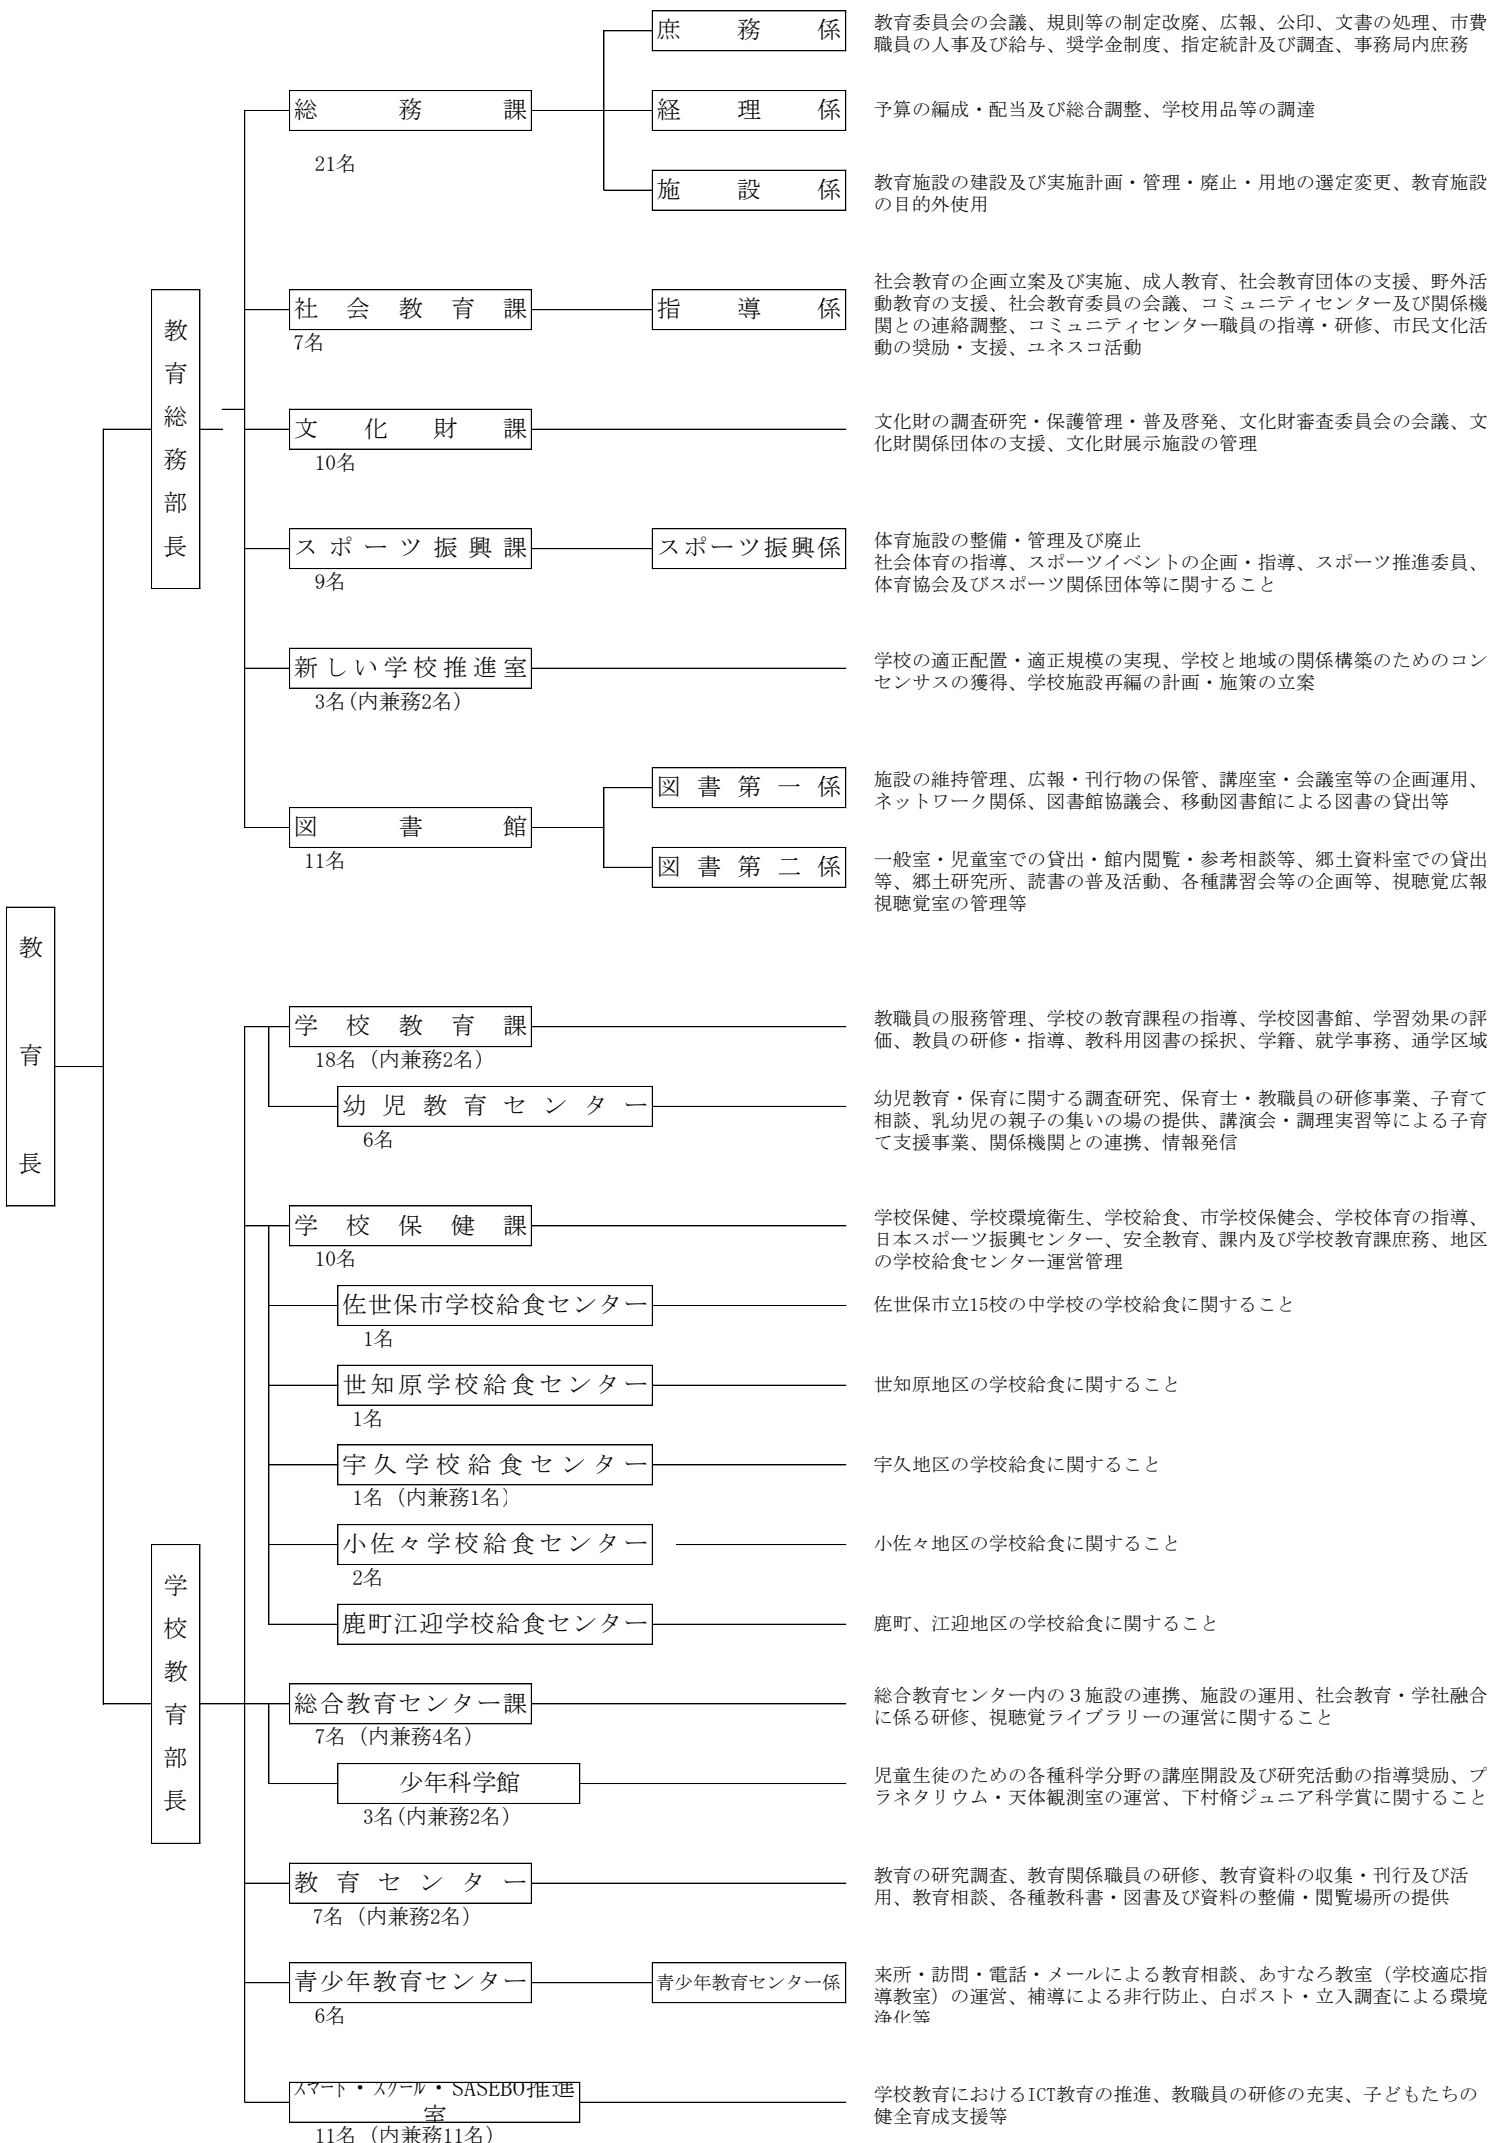 教育長
教育総務部長
総務課
21名
庶務係
教育委員会の会議、規則等の制定改廃、広報、公印、文書の処理、市費
職員の人事及び給与、奨学金制度、指定統計及び調査、事務局内庶務
経理係
予算の編成・配当及び総合調整、学校用品等の調達
施設係
教育施設の建設及び実施計画・管理・廃止・用地の選定変更、教育施設
の目的外使用
社会教育課
7名
指導係
社会教育の企画立案及び実施、成人教育、社会教育団体の支援、野外活
動教育の支援、社会教育委員の会議、コミュニティセンター及び関係機
関との連絡調整、コミュニティセンター職員の指導・研修、市民文化活
動の奨励・支援、ユネスコ活動
文化財課
10名
文化財の調査研究・保護管理・普及啓発、文化財審査委員会の会議、文
化財関係団体の支援、文化財展示施設の管理
スポーツ振興課
9名
スポーツ振興係
体育施設の整備・管理及び廃止
社会体育の指導、スポーツイベントの企画・指導、スポーツ推進委員、
体育協会及びスポーツ関係団体等に関すること
新しい学校推進室
3名(内兼務2名)
学校の適正配置・適正規模の実現、学校と地域の関係構築のためのコン
センサスの獲得、学校施設再編の計画・施策の立案
図書館
11名
図書第一係
施設の維持管理、広報・刊行物の保管、講座室・会議室等の企画運用、
ネットワーク関係、図書館協議会、移動図書館による図書の貸出等
図書第二係
一般室・児童室での貸出・館内閲覧・参考相談等、郷土資料室での貸出
等、郷土研究所、読書の普及活動、各種講習会等の企画等、視聴覚広報
視聴覚室の管理等
学校教育部長
学校教育課
18名（内兼務2名）
教職員の服務管理、学校の教育課程の指導、学校図書館、学習効果の評
価、教員の研修・指導、教科用図書の採択、学籍、就学事務、通学区域
幼児教育センター
6名
幼児教育・保育に関する調査研究、保育士・教職員の研修事業、子育て
相談、乳幼児の親子の集いの場の提供、講演会・調理実習等による子育
て支援事業、関係機関との連携、情報発信
学校保健課
10名
学校保健、学校環境衛生、学校給食、市学校保健会、学校体育の指導、
日本スポーツ振興センター、安全教育、課内及び学校教育課庶務、地区
の学校給食センター運営管理
佐世保市学校給食センター
1名
佐世保市立15校の中学校の学校給食に関すること
世知原学校給食センター
1名
世知原地区の学校給食に関すること
宇久学校給食センター
1名（内兼務1名）
宇久地区の学校給食に関すること
小佐々学校給食センター
2名
小佐々地区の学校給食に関すること
鹿町江迎学校給食センター
鹿町、江迎地区の学校給食に関すること
総合教育センター課
7名（内兼務4名）
総合教育センター内の３施設の連携、施設の運用、社会教育・学社融合
に係る研修、視聴覚ライブラリーの運営に関すること
少年科学館
3名(内兼務2名)
児童生徒のための各種科学分野の講座開設及び研究活動の指導奨励、プ
ラネタリウム・天体観測室の運営、下村脩ジュニア科学賞に関すること
教育センター
7名（内兼務2名）
教育の研究調査、教育関係職員の研修、教育資料の収集・刊行及び活
用、教育相談、各種教科書・図書及び資料の整備・閲覧場所の提供
青少年教育センター
6名
青少年教育センター係
来所・訪問・電話・メールによる教育相談、あすなろ教室（学校適応指
導教室）の運営、補導による非行防止、白ポスト・立入調査による環境
浄化等
ｽﾏｰﾄ・ｽｸｰﾙ・SASEBO推進
室
11名（内兼務11名）
学校教育におけるICT教育の推進、教職員の研修の充実、子どもたちの
健全育成支援等